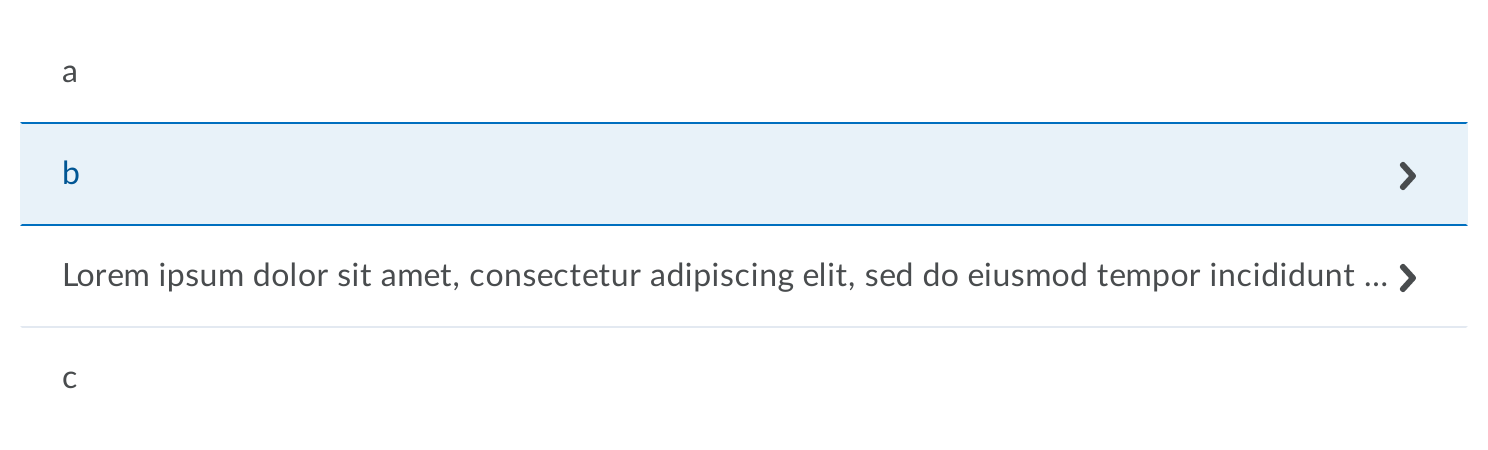 a
b
Lorem ipsum dolor sit amet, consectetur adipiscing elit, sed do eiusmod tempor incididunt ...
c